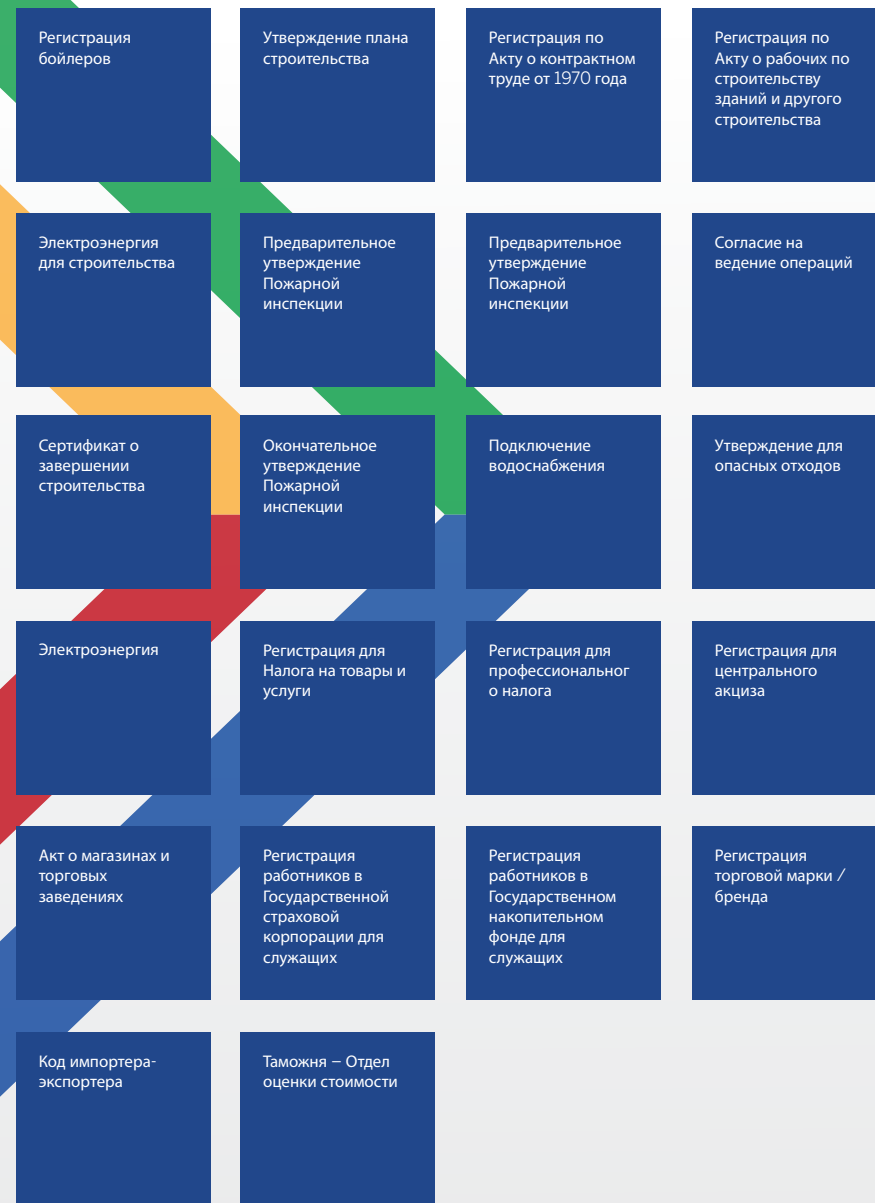 Регистрация
бойлеров
Утверждение плана
строительства
Регистрация по
Акту о контрактном
труде от 1970 года
Регистрация по
Акту о рабочих по
строительству
зданий и другого
строительства
Электроэнергия
для строительства
Предварительное
утверждение
Пожарной
инспекции
Предварительное
утверждение
Пожарной
инспекции
Согласие на
ведение операций
Сертификат о
завершении
строительства
Окончательное
утверждение
Пожарной
инспекции
Подключение
водоснабжения
Утверждение для
опасных отходов
Электроэнергия
Регистрация для
Налога на товары и
услуги
Регистрация для
профессиональног
о налога
Регистрация для
центрального
акциза
Акт о магазинах и
торговых
заведениях
Регистрация
работников в
Государственной
страховой
корпорации для
служащих
Регистрация
работников в
Государственном
накопительном
фонде для
служащих
Регистрация
торговой марки /
бренда
Код импортера-
экспортера
Таможня – Отдел
оценки стоимости